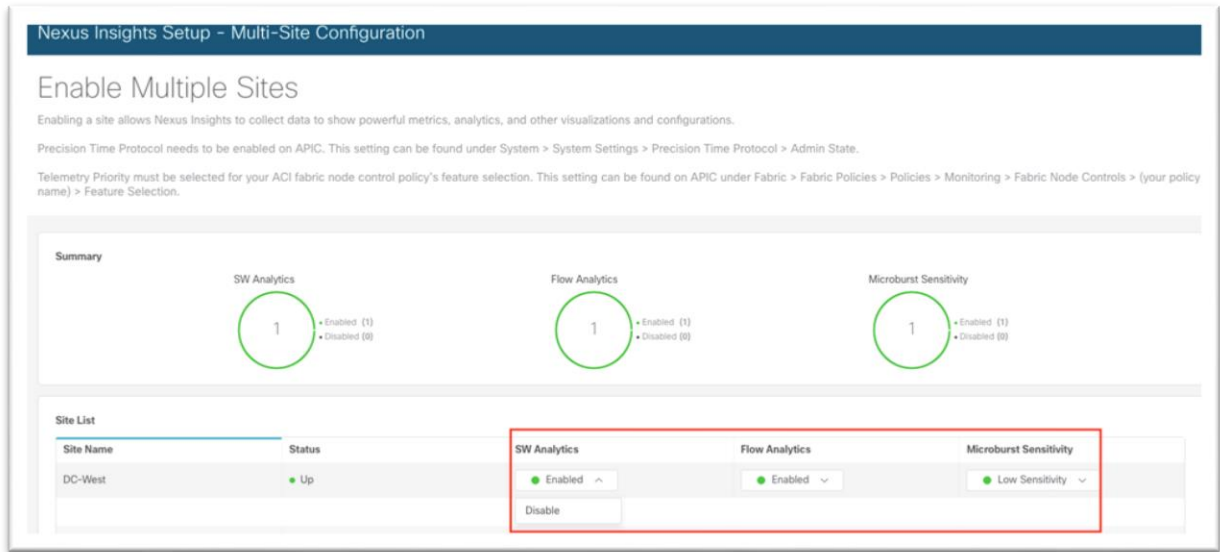 Nexus Insights Setup - Multi-Site Configuration
Enable Multiple Sites
Enabling a site allows Nexus Insights to collect data to show powerful metrics, analytics, and other visualizations and configurations.
Precision Time Protocol needs to be enabled on APIC. This setting can be found under System > System Settings > Precision Time Protocol > Admin State.
Telemetry Priority must be selected for your ACI fabric node control policy's feature selection. This setting can be found on APIC under Fabric > Fabric Policies > Policies > Monitoring > Fabric Node Controls > (your policy
name) > Feature Selection.
Summary
SW Analytics Flow Analytics Microburst Sensitivity
1 Enabled (1) 1 Enabled (1) 1 Enabled (1)
Disabled (0) Disabled (0) Disabled (0)
Site List
Site Name Status SW Analytics Flow Analytics Microburst Sensitivity
DC-West Up Enabled Enabled Low Sensitivity
Disable